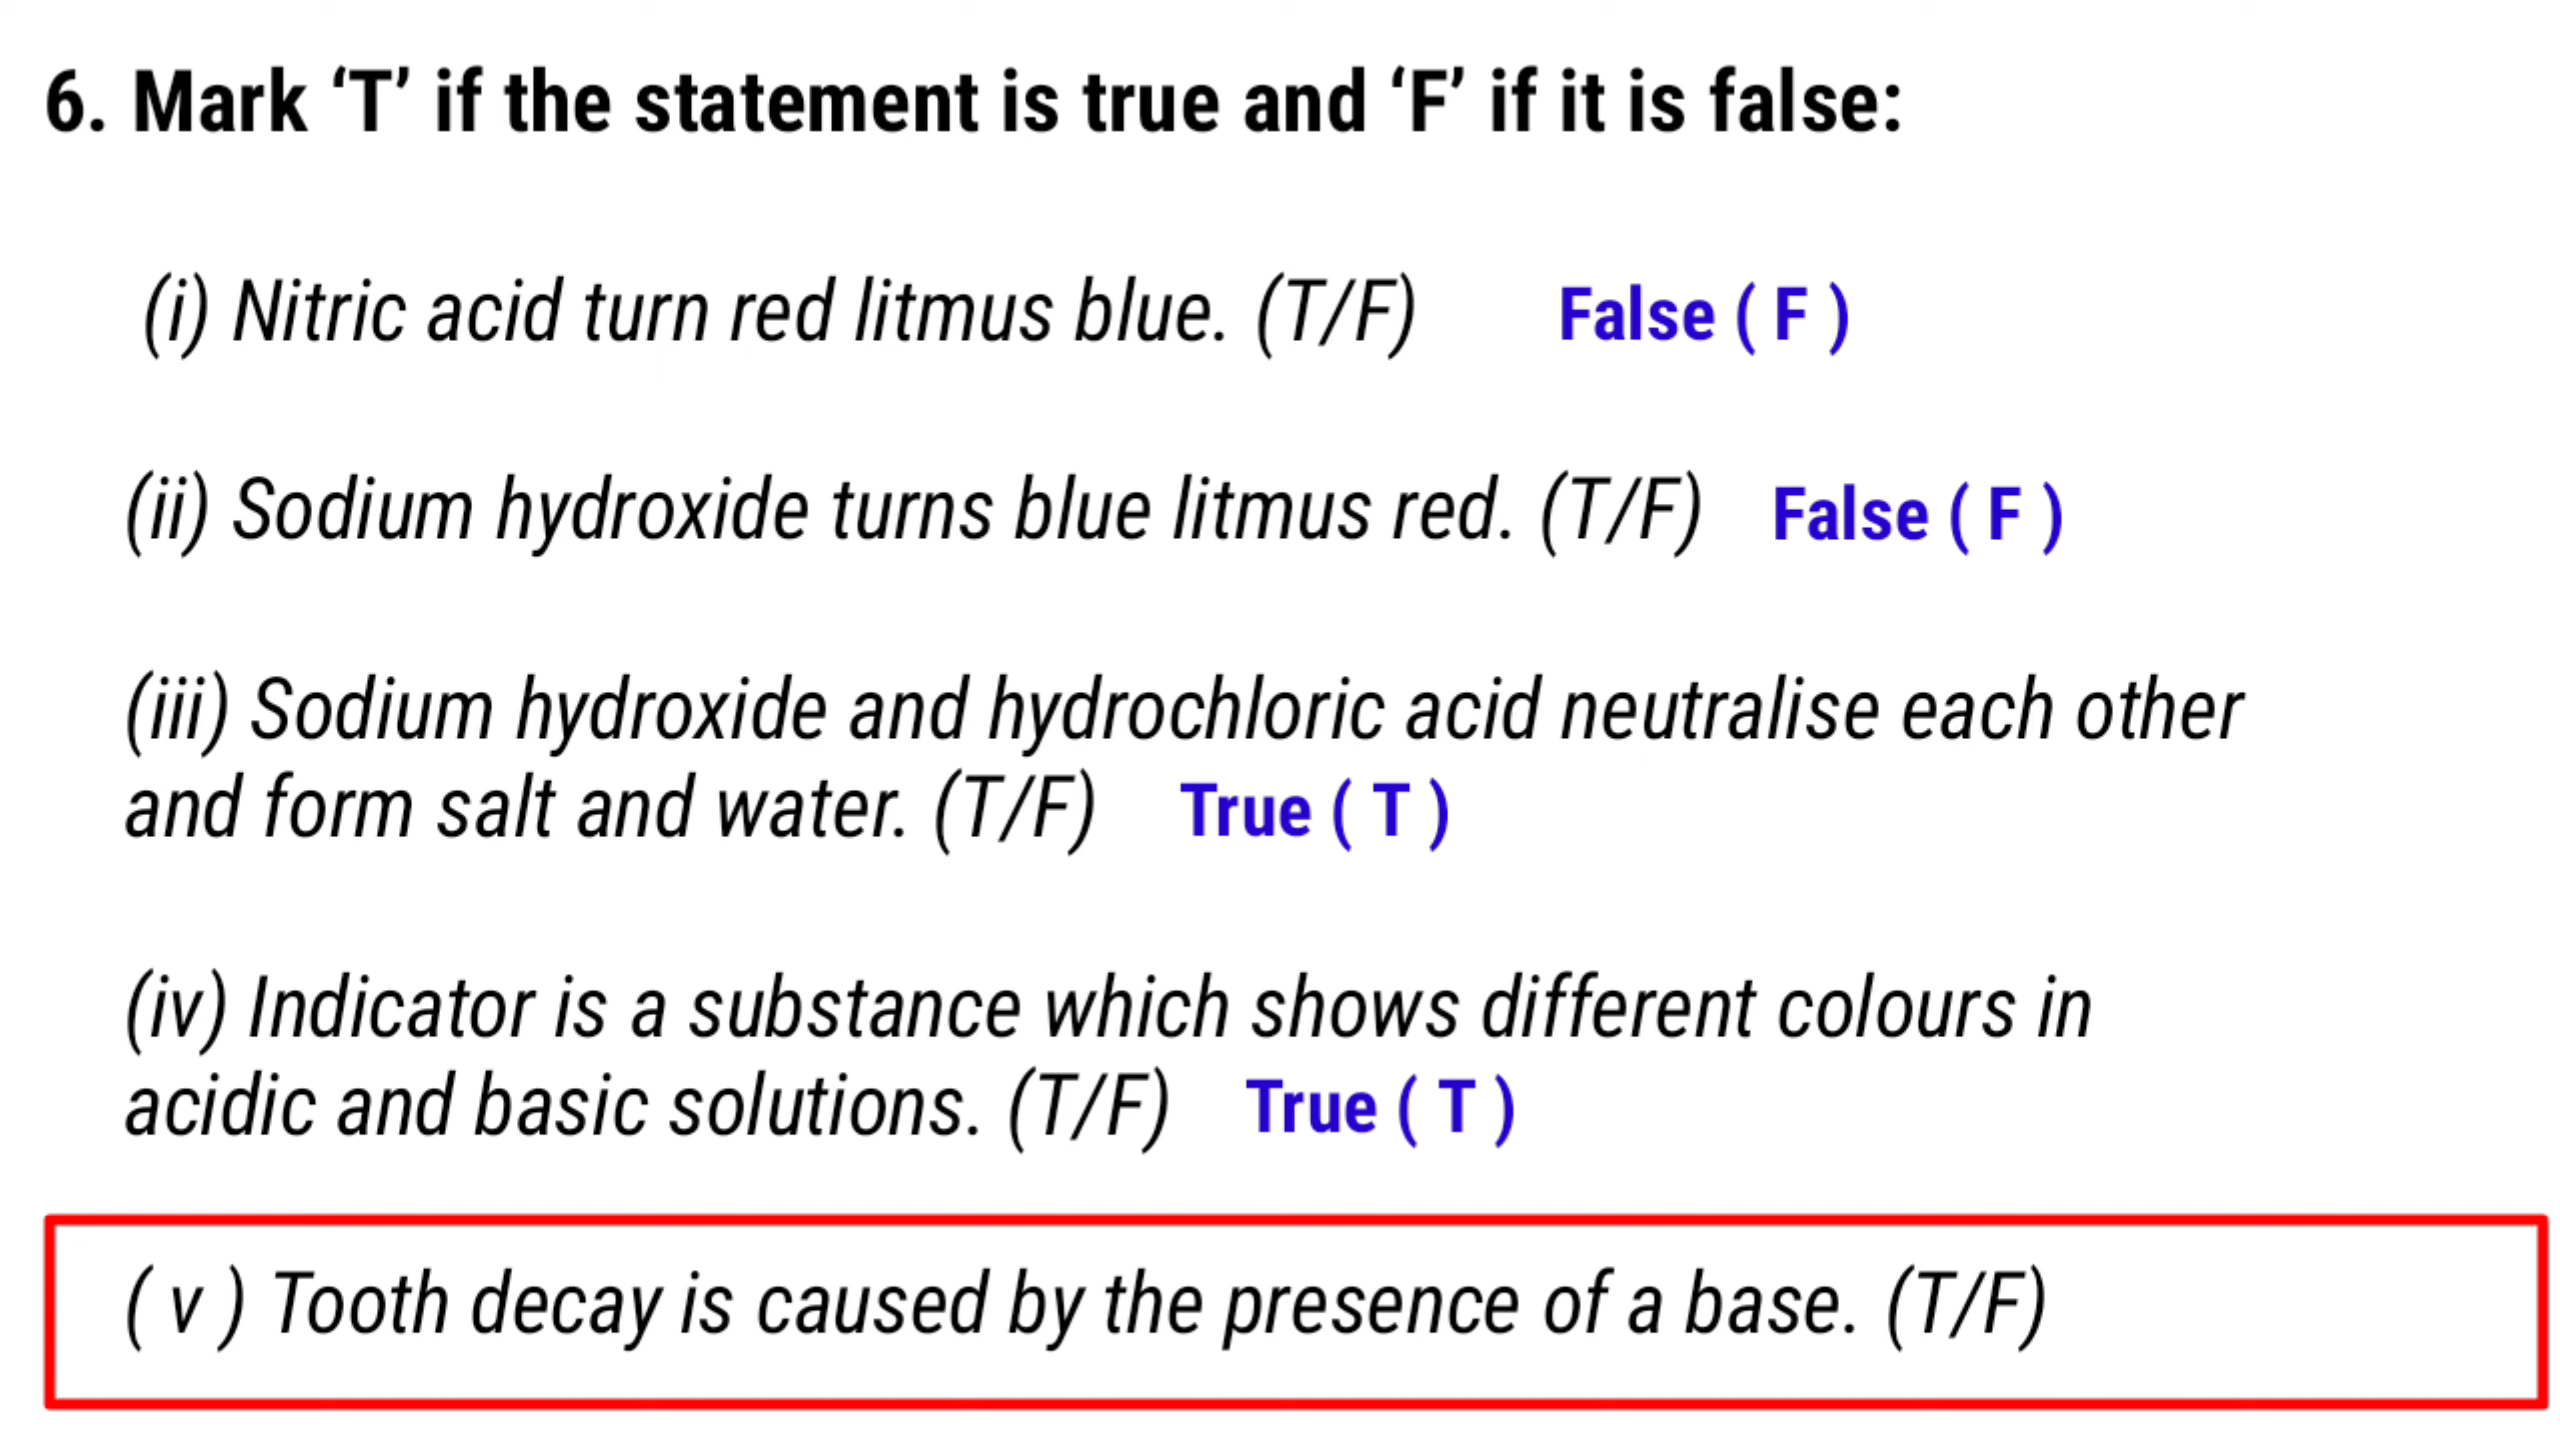 6. Mark ‘T’ if the statement is true and ‘F’ if it is false:
(i) Nitric acid turn red litmus blue. (T/F) False ( F )
(ii) Sodium hydroxide turns blue litmus red. (T/F) False ( F )
(iii) Sodium hydroxide and hydrochloric acid neutralise each other
and form salt and water. (T/F) True ( T )
(iv) Indicator is a substance which shows different colours in
acidic and basic solutions. (T/F) True ( T )
( v ) Tooth decay is caused by the presence of a base. (T/F)